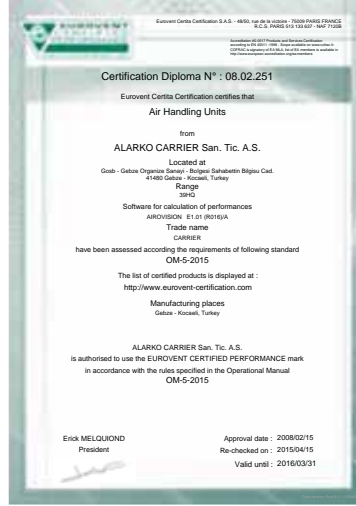 EUROVENT
Eurovent Certita Certification S.A.S. - 48/50, rue de la victoire - 75009 PARIS FRANCE
R.C.S. PARIS 513 133 637 - NAF 7120B
Certification Diploma N° : 08.02.251
Eurovent Certita Certification certifies that
Air Handling Units
from
ALARKO CARRIER San. Tic. A.S.
Located at
Gosb - Gebze Organize Sanayi - Bolgesi Sahabettin Bilgisu Cad.
41480 Gebze - Kocaeli, Turkey
Range
39HQ
Software for calculation of performances
AIROVISION E1.01 (R016)/A
Trade name
CARRIER
have been assessed according the requirements of following standard
OM-5-2015
The list of certified products is displayed at :
http://www.eurovent-certification.com
Manufacturing places
Gebze - Kocaeli, Turkey
ALARKO CARRIER San. Tic. A.S.
is authorised to use the EUROVENT CERTIFIED PERFORMANCE mark
in accordance with the rules specified in the Operational Manual
OM-5-2015
Erick MELQUIOND
President
Approval date : 2008/02/15
Re-checked on : 2015/04/15
Valid until : 2016/03/31